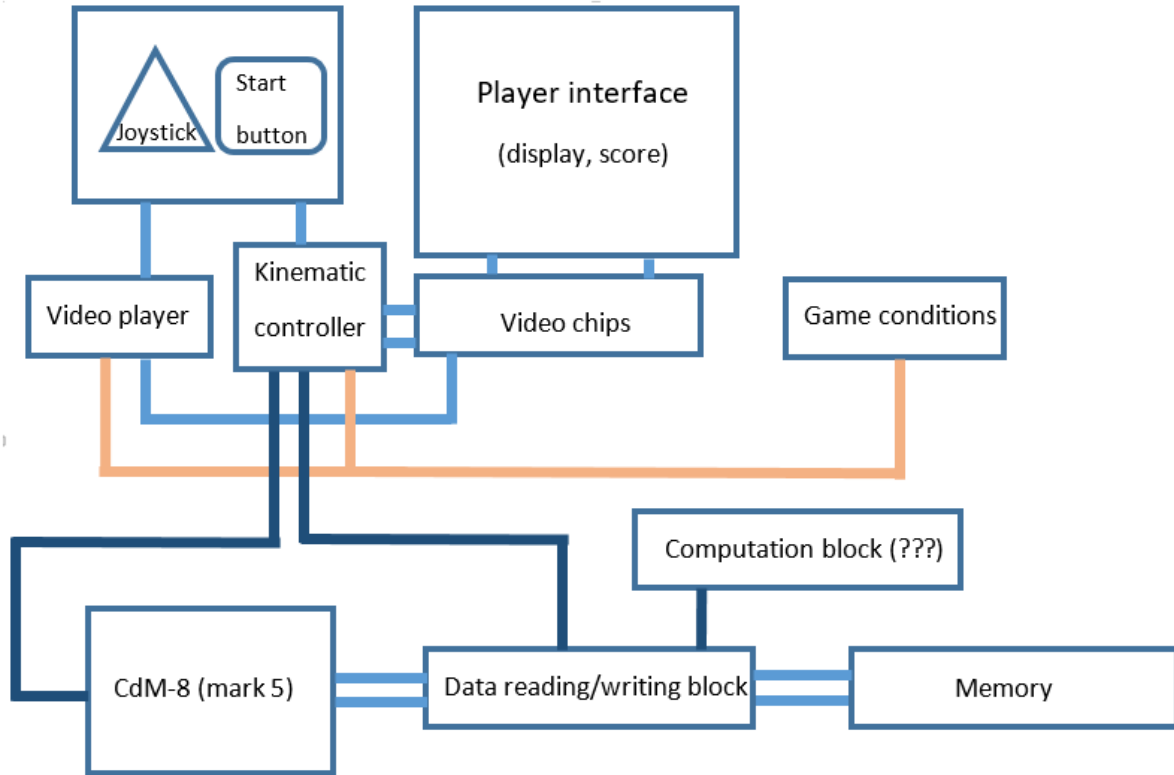 Joystick
Start
button
Player interface
(display, score)
Video player
Kinematic
controller
Video chips
Game conditions
Computation block (???)
CdM-8 (mark 5)
Data reading/writing block
Memory